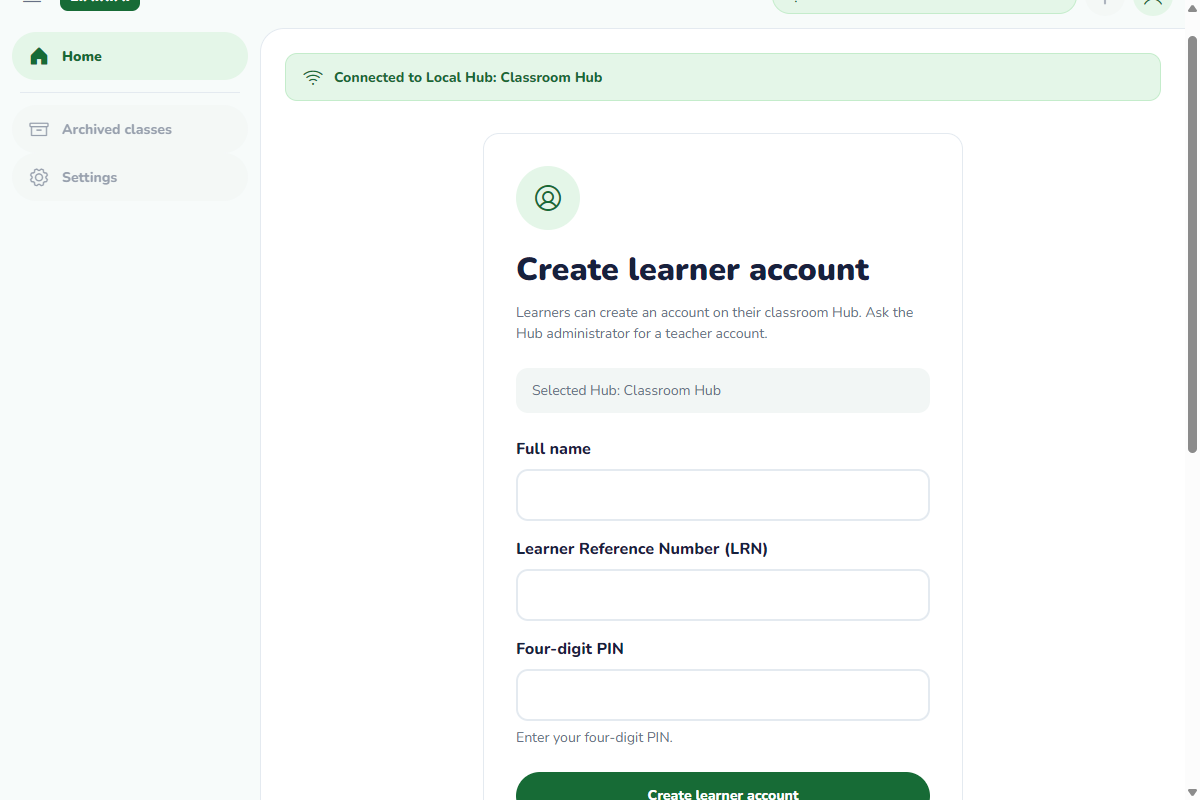 Home
Connected to Local Hub: Classroom Hub
Archived classes
Settings
Create learner account
Learners can create an account on their classroom Hub. Ask the
Hub administrator for a teacher account.
Selected Hub: Classroom Hub
Full name
Learner Reference Number (LRN)
Four-digit PIN
Enter your four-digit PIN.
Create learner account